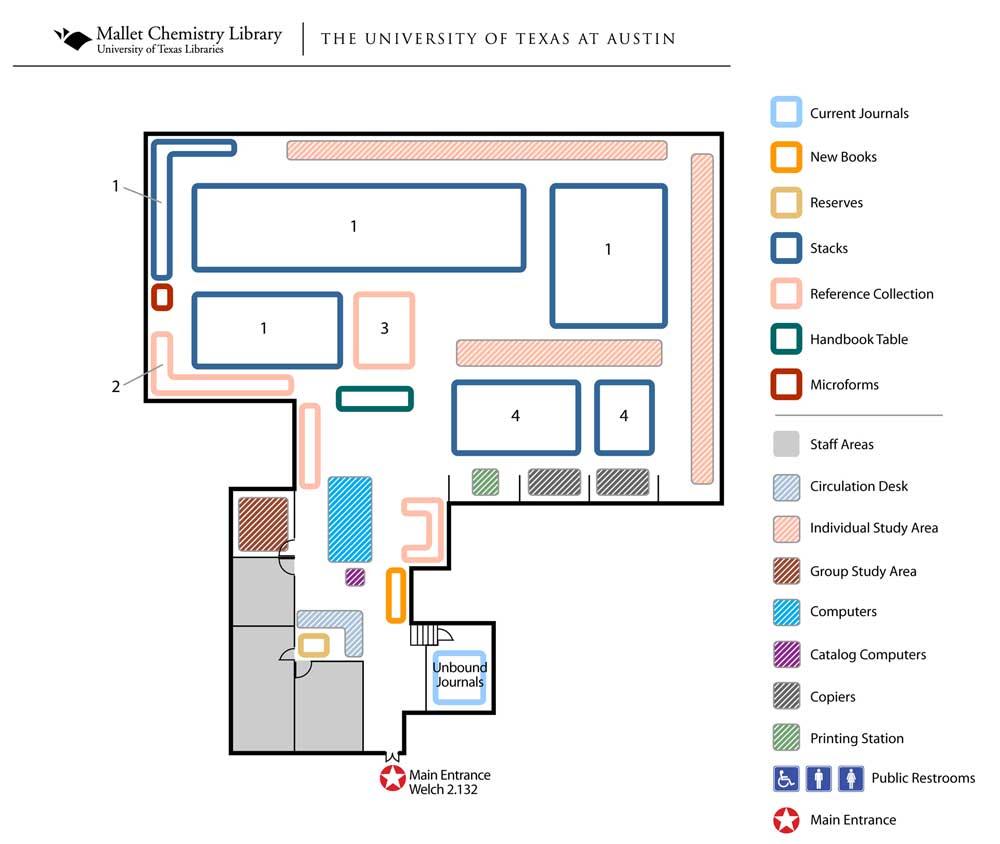 Mallet Chemistry Library
University of Texas Libraries
THE UNIVERSITY OF TEXAS AT AUSTIN
Current Journals
New Books
Reserves
Stacks
Reference Collection
Handbook Table
Microforms
Staff Areas
Circulation Desk
Individual Study Area
Group Study Area
Computers
Catalog Computers
Copiers
Printing Station
Public Restrooms
Main Entrance
1
1
1
1
3
2
4
4
Unbound
Journals
Main Entrance
Welch 2.132